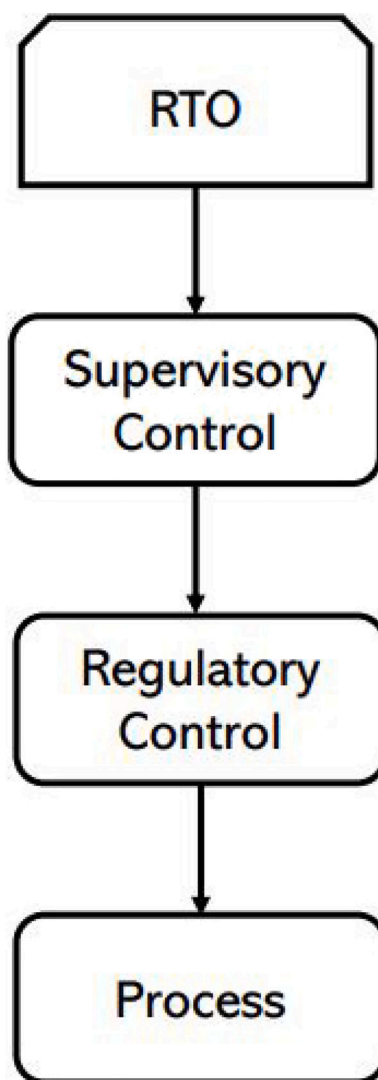 RTO
Supervisory
Control
Regulatory
Control
Process